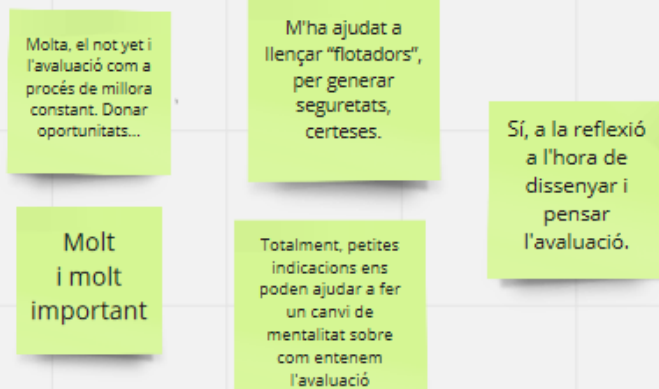 Molta, el not yet i
l'avaluació com a
procés de millora
constant. Donar
oportunitats...
M'ha ajudat a
llençar “flotadors”,
per generar
seguretats,
certeses.
Sí, a la reflexió
a l'hora de
dissenyar i
pensar
l'avaluació.
Molt
i molt
important
Totalment, petites
indicacions ens
poden ajudar a fer
un canvi de
mentalitat sobre
com entenem
l'avaluació